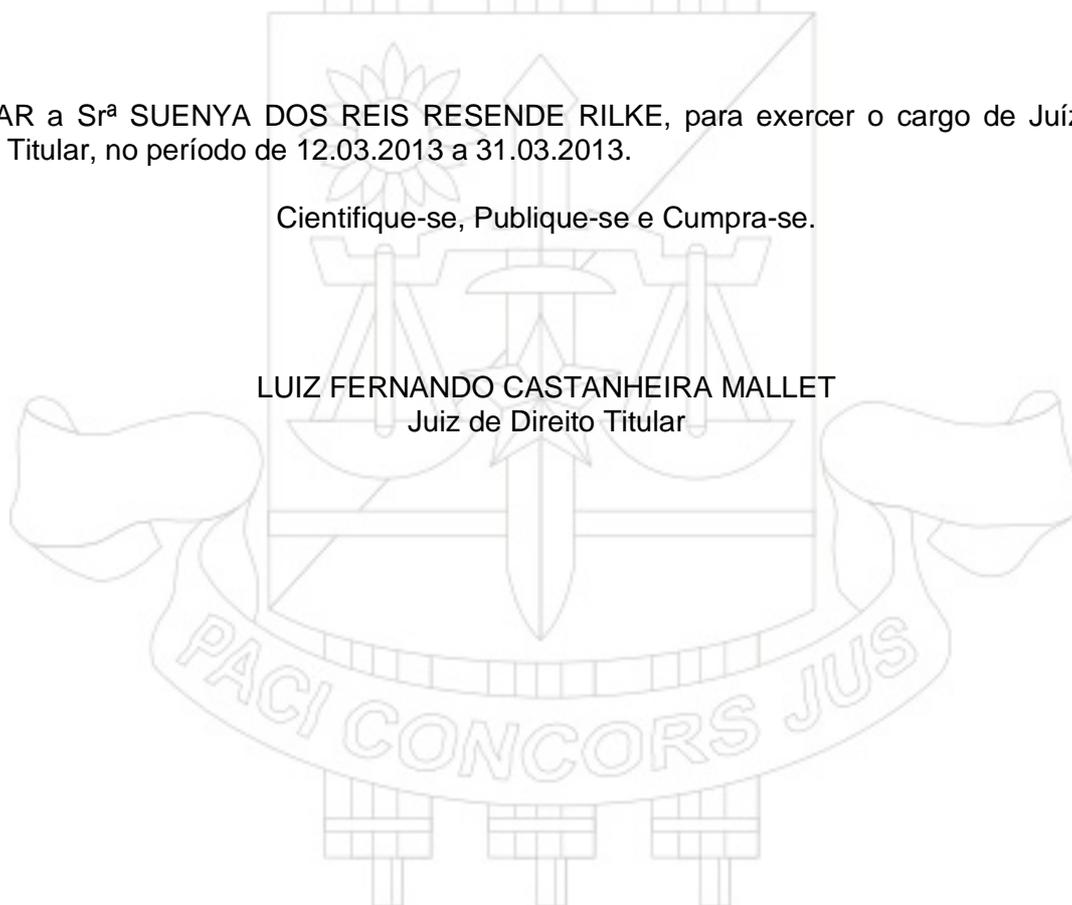 AR a Srª SUENYA DOS REIS RESENDE RILKE, para exercer o cargo de Juíz
Titular, no período de 12.03.2013 a 31.03.2013.
Cientifique-se, Publique-se e Cumpra-se.
LUIZ FERNANDO CASTANHEIRA MALLET
Juiz de Direito Titular
PACI CONCORS JUS